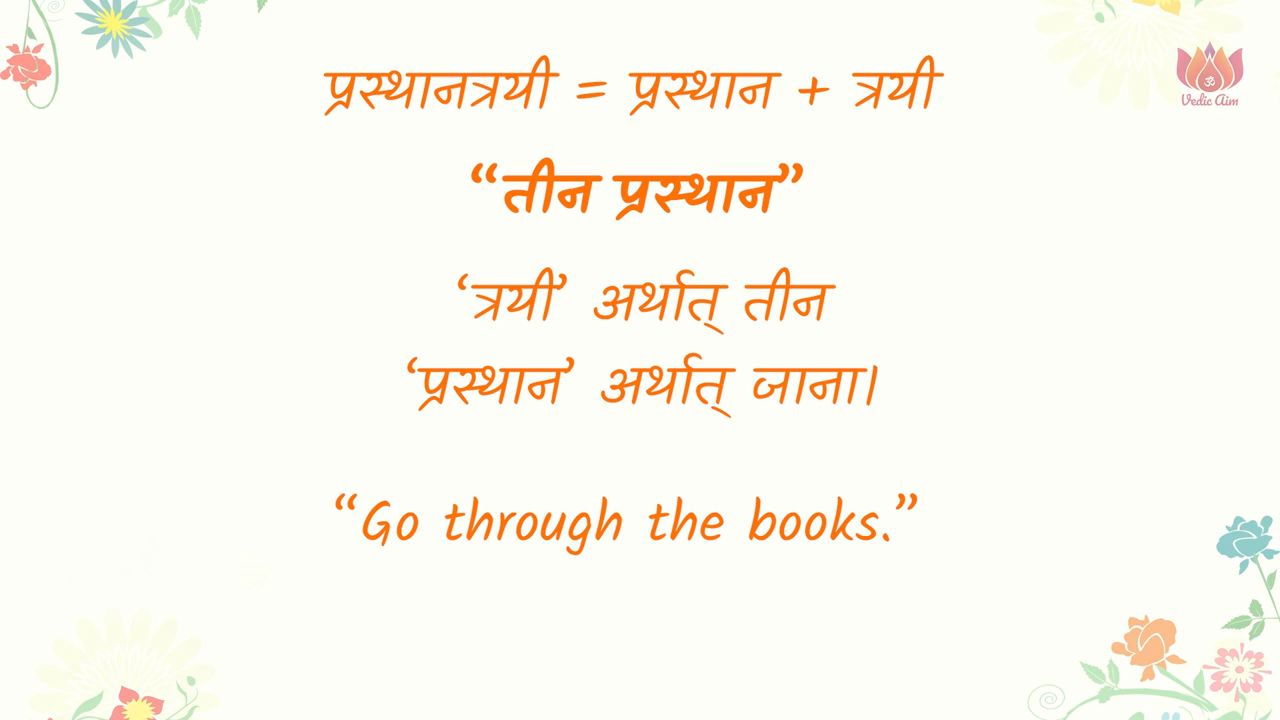 प्रस्थानत्रयी = प्रस्थान + त्रयी
“तीन प्रस्थान”
‘त्रयी’ अर्थात् तीन
‘प्रस्थान’ अर्थात् जाना।
“Go through the books.”
ॐ
Vedic Aim